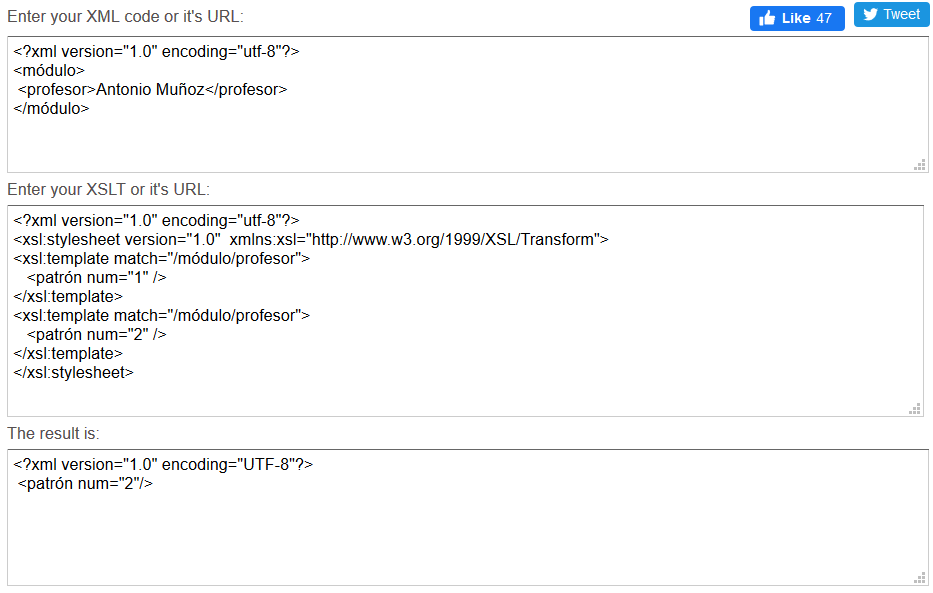 Enter your XML code or it's URL:
Like 47
Tweet
<?xml version="1.0" encoding="utf-8"?>
<módulo>
 <profesor>Antonio Muñoz</profesor>
</módulo>
Enter your XSLT or it's URL:
<?xml version="1.0" encoding="utf-8"?>
<xsl:stylesheet version="1.0"  xmlns:xsl="http://www.w3.org/1999/XSL/Transform">
<xsl:template match="/módulo/profesor">
   <patrón num="1" />
</xsl:template>
<xsl:template match="/módulo/profesor">
   <patrón num="2" />
</xsl:template>
</xsl:stylesheet>
The result is:
<?xml version="1.0" encoding="UTF-8"?>
 <patrón num="2"/>